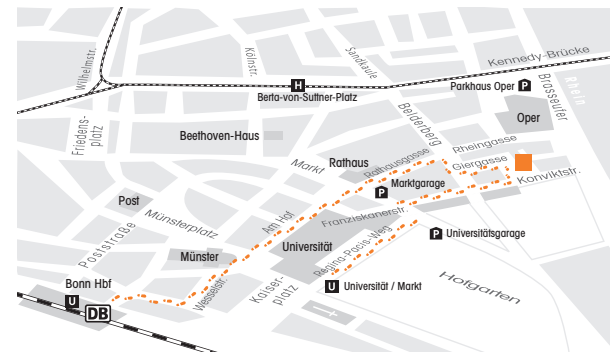 Wilhelmstr.
Kölnstr.
Sandkaule
Kennedy-Brücke
H
Berta-von-Suttner-Platz
Parkhaus Oper P
Brasseufer
Rhein
Oper
Friedens-
platz
Beethoven-Haus
Belderberg
Rheingasse
Markt
Rathaus
Rathausgasse
Giergasse
P Marktgarage
Konviktstr.
Post
Münsterplatz
Am Hof
Franziskanerstr.
Poststraße
Münster
Universität
P Universitätsgarage
Regina-Pacis-Weg
Bonn Hbf
U
DB
Wesselstr.
Kaiser-
platz
U Universität / Markt
Hofgarten